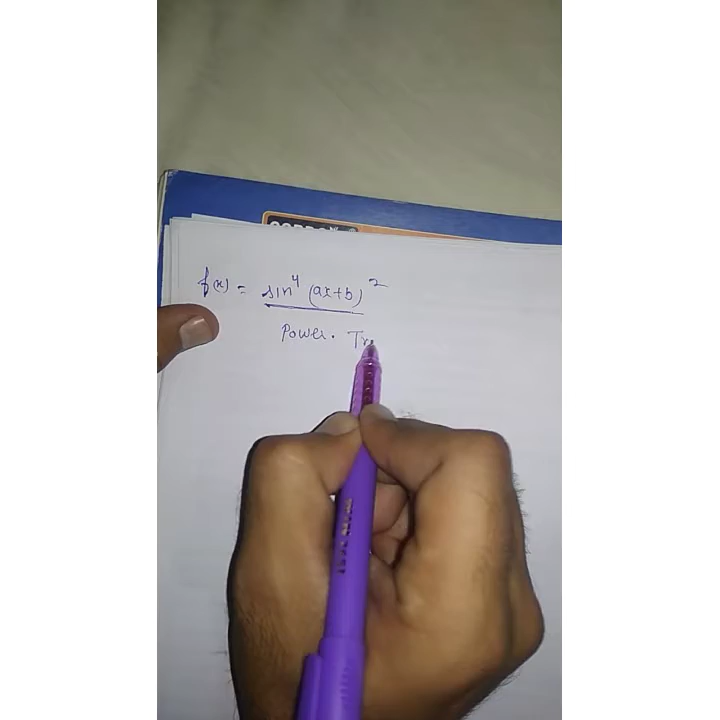 f(x) = sin⁴ (ax+b)²
Power. Tr